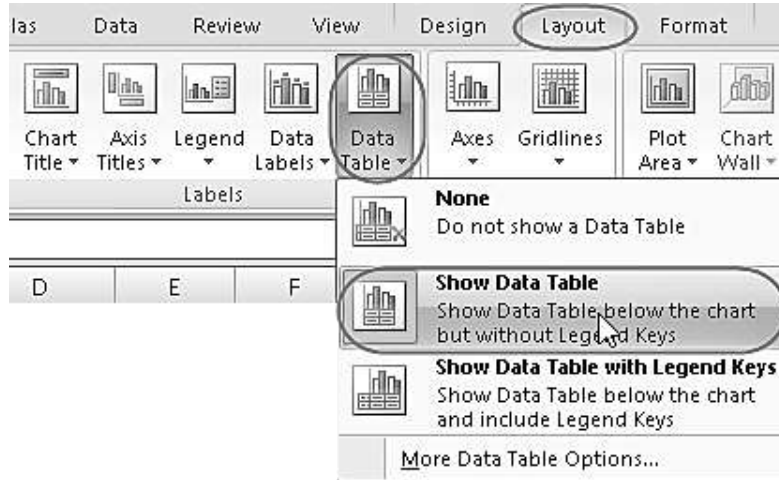 las Data Review View Design Layout Format
Chart Title Axis Titles Legend Data Labels Data Table Axes Gridlines Plot Area Chart Wall
Labels
None
Do not show a Data Table
D E F
Show Data Table
Show Data Table below the chart
but without Legend Keys
Show Data Table with Legend Keys
Show Data Table below the chart
and include Legend Keys
More Data Table Options...